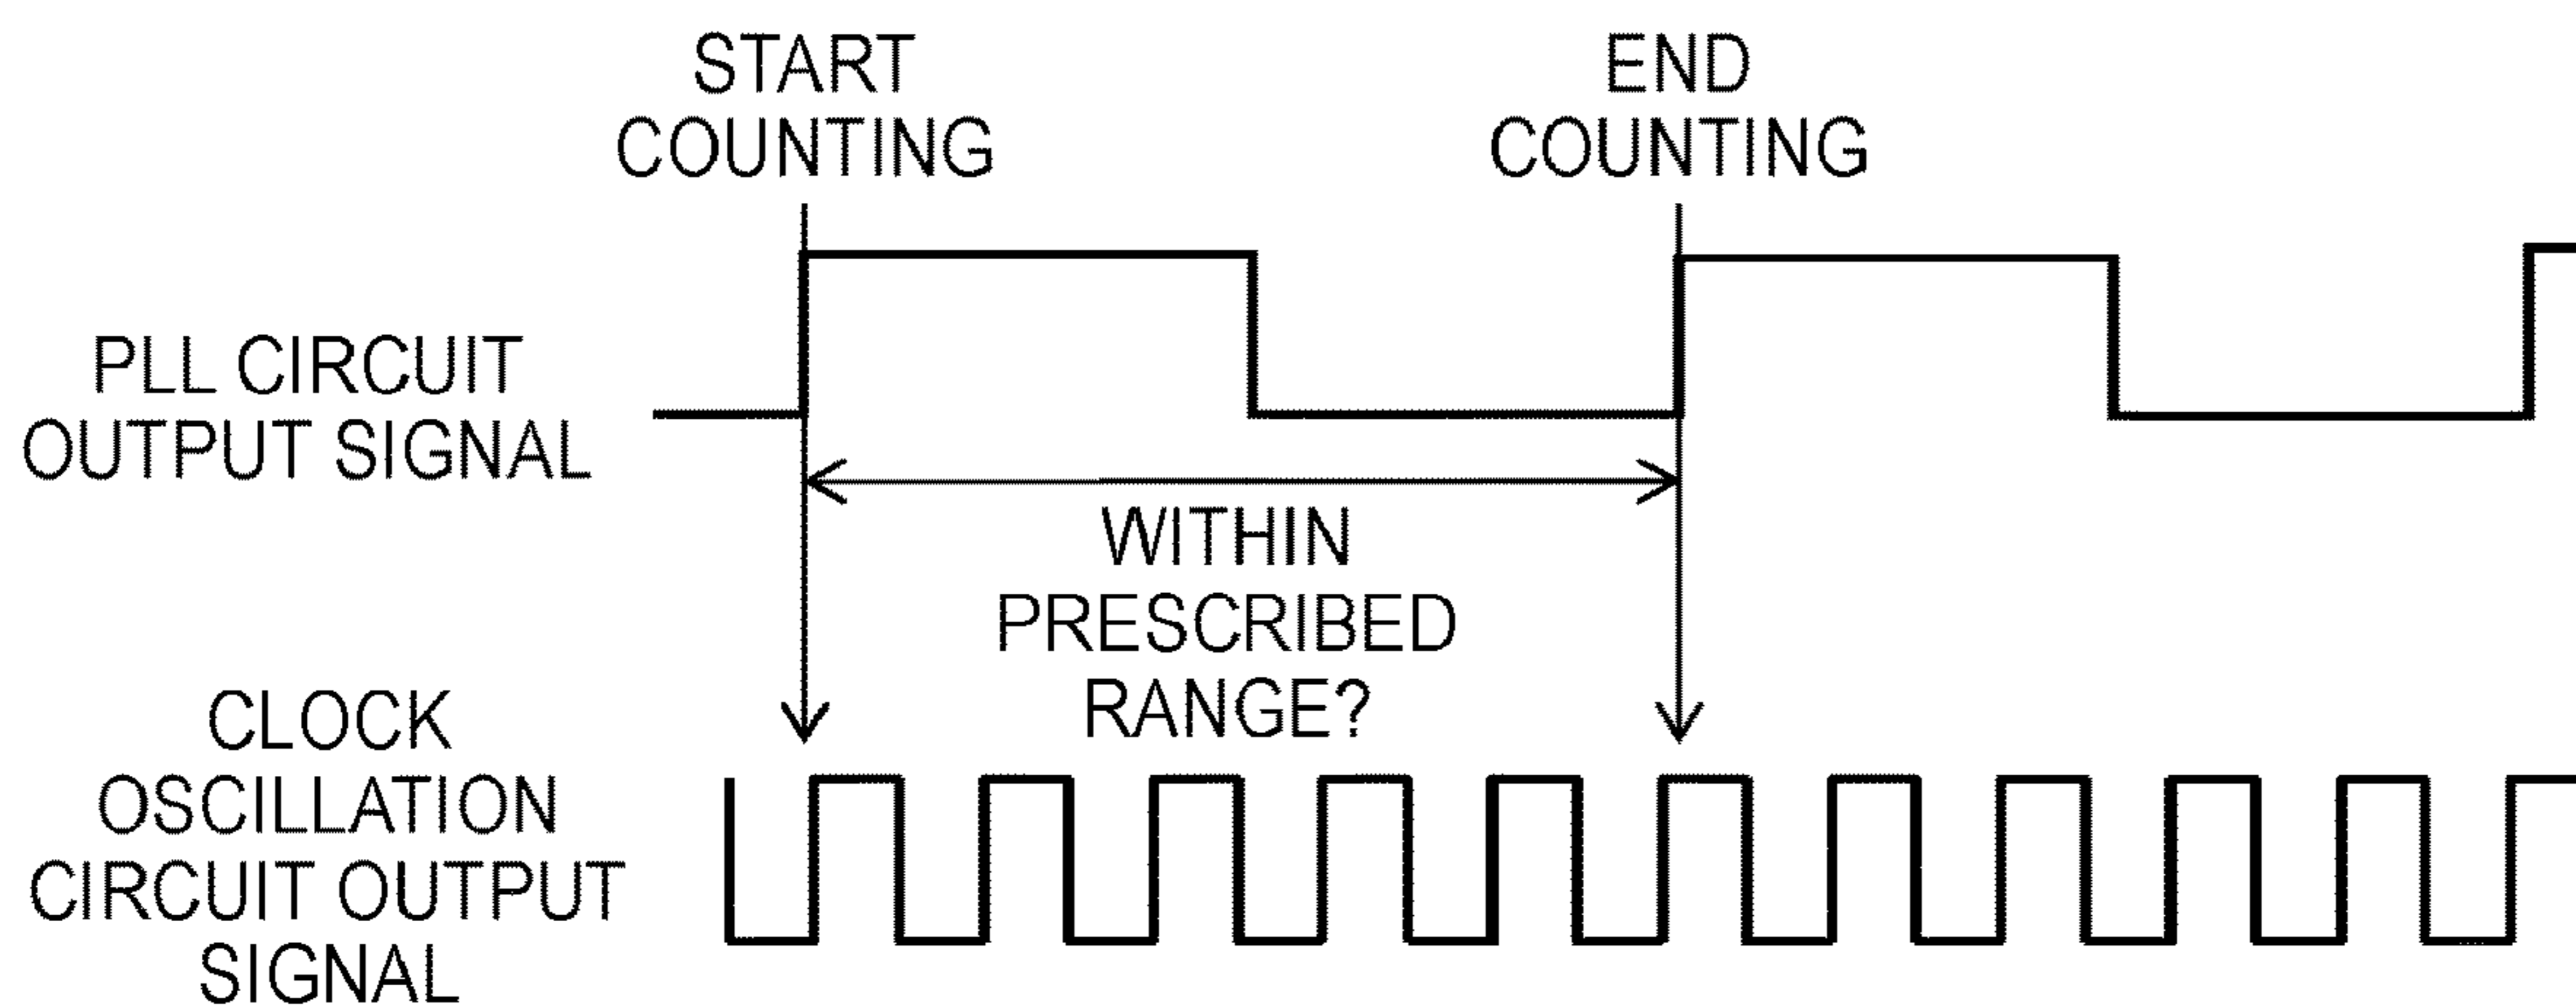 START
COUNTING
END
COUNTING
PLL CIRCUIT
OUTPUT SIGNAL
WITHIN
PRESCRIBED
RANGE?
CLOCK
OSCILLATION
CIRCUIT OUTPUT
SIGNAL